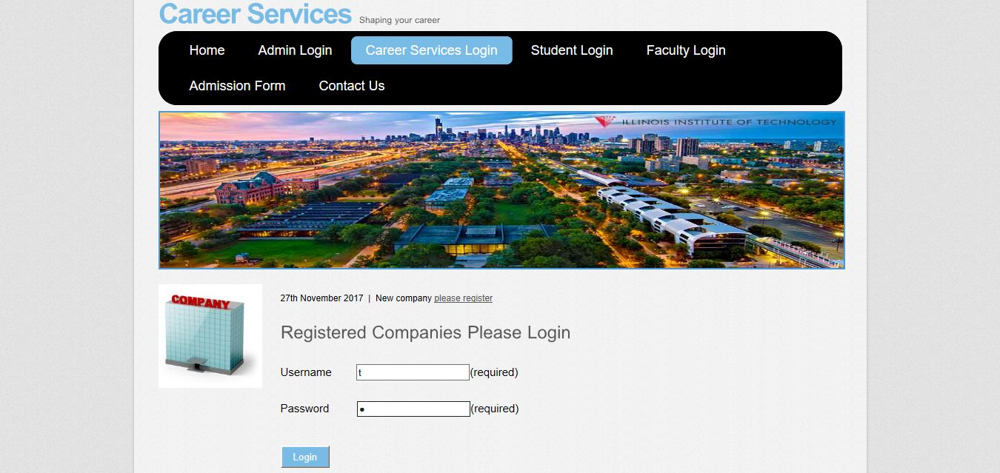 Career Services Shaping your career
Home Admin Login Career Services Login Student Login Faculty Login
Admission Form Contact Us
ILLINOIS INSTITUTE OF TECHNOLOGY
COMPANY
27th November 2017 | New company please register
Registered Companies Please Login
Username t (required)
Password ● (required)
Login